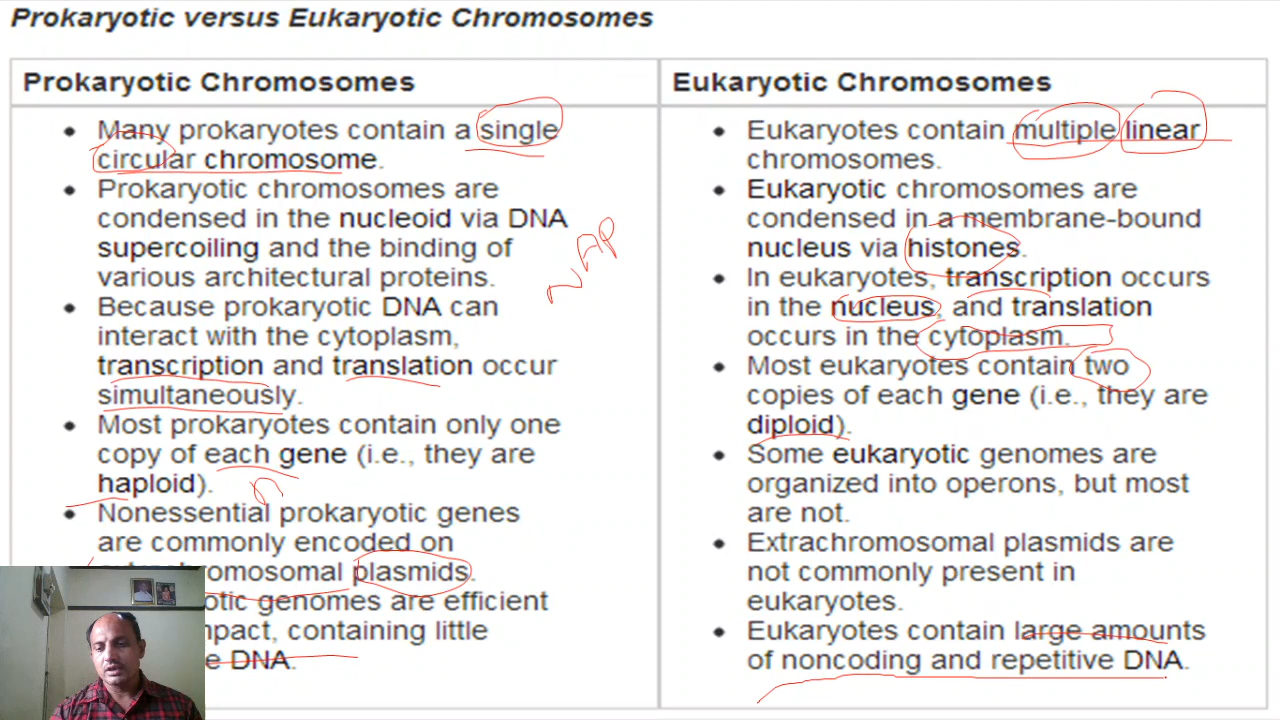 Prokaryotic versus Eukaryotic Chromosomes
Prokaryotic Chromosomes
• Many prokaryotes contain a single
circular chromosome.
• Prokaryotic chromosomes are
condensed in the nucleoid via DNA
supercoiling and the binding of
various architectural proteins.
NAP
• Because prokaryotic DNA can
interact with the cytoplasm,
transcription and translation occur
simultaneously.
• Most prokaryotes contain only one
copy of each gene (i.e., they are
haploid).
n
• Nonessential prokaryotic genes
are commonly encoded on
omosomal plasmids.
otic genomes are efficient
mpact, containing little
e DNA.
Eukaryotic Chromosomes
• Eukaryotes contain multiple linear
chromosomes.
• Eukaryotic chromosomes are
condensed in a membrane-bound
nucleus via histones.
• In eukaryotes, transcription occurs
in the nucleus, and translation
occurs in the cytoplasm.
• Most eukaryotes contain two
copies of each gene (i.e., they are
diploid).
• Some eukaryotic genomes are
organized into operons, but most
are not.
• Extrachromosomal plasmids are
not commonly present in
eukaryotes.
• Eukaryotes contain large amounts
of noncoding and repetitive DNA.